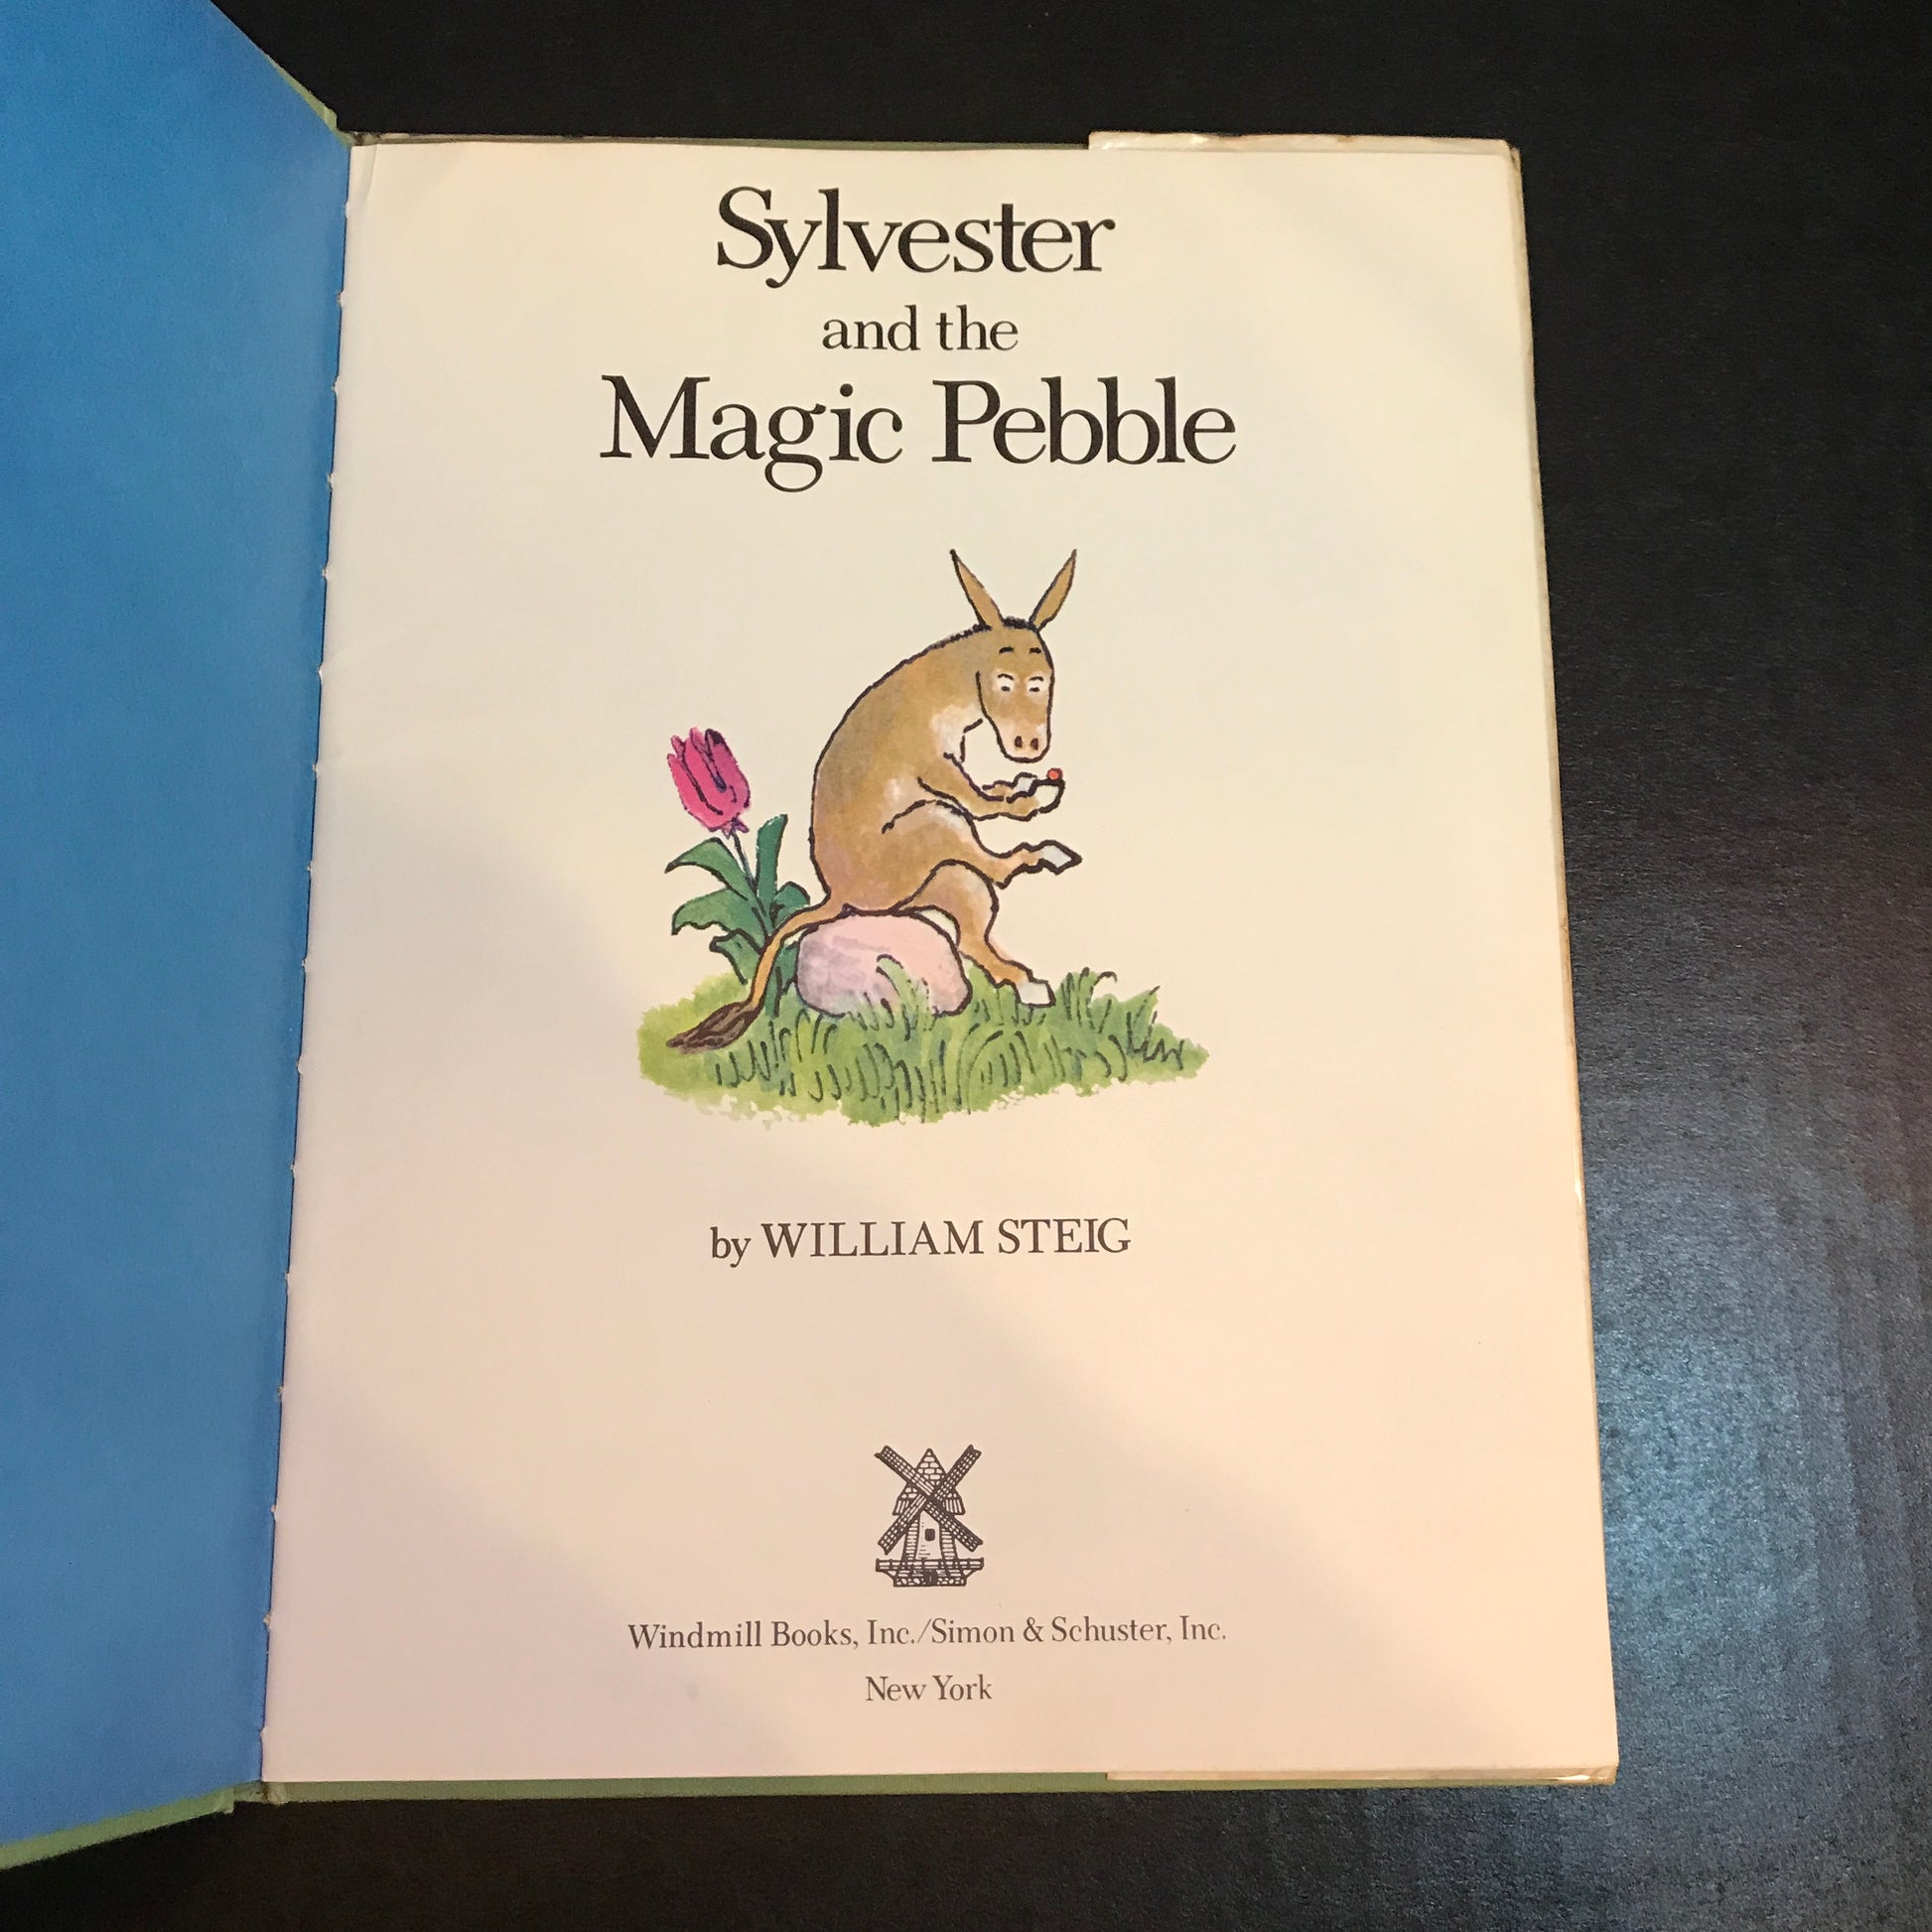 Sylvester
and the
Magic Pebble
by WILLIAM STEIG
Windmill Books, Inc./Simon & Schuster, Inc.
New York